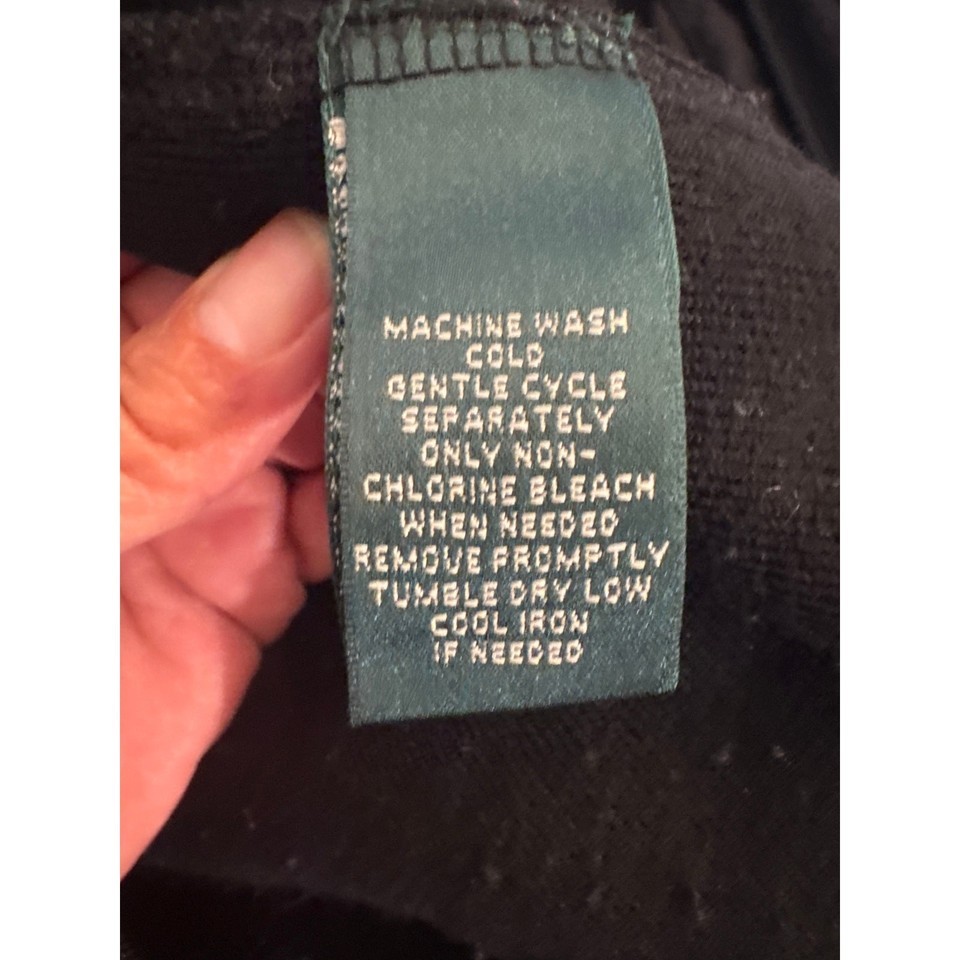 MACHINE WASH
COLD
GENTLE CYCLE
SEPARATELY
ONLY NON-
CHLORINE BLEACH
WHEN NEEDED
REMOVE PROMPTLY
TUMBLE DRY LOW
COOL IRON
IF NEEDED